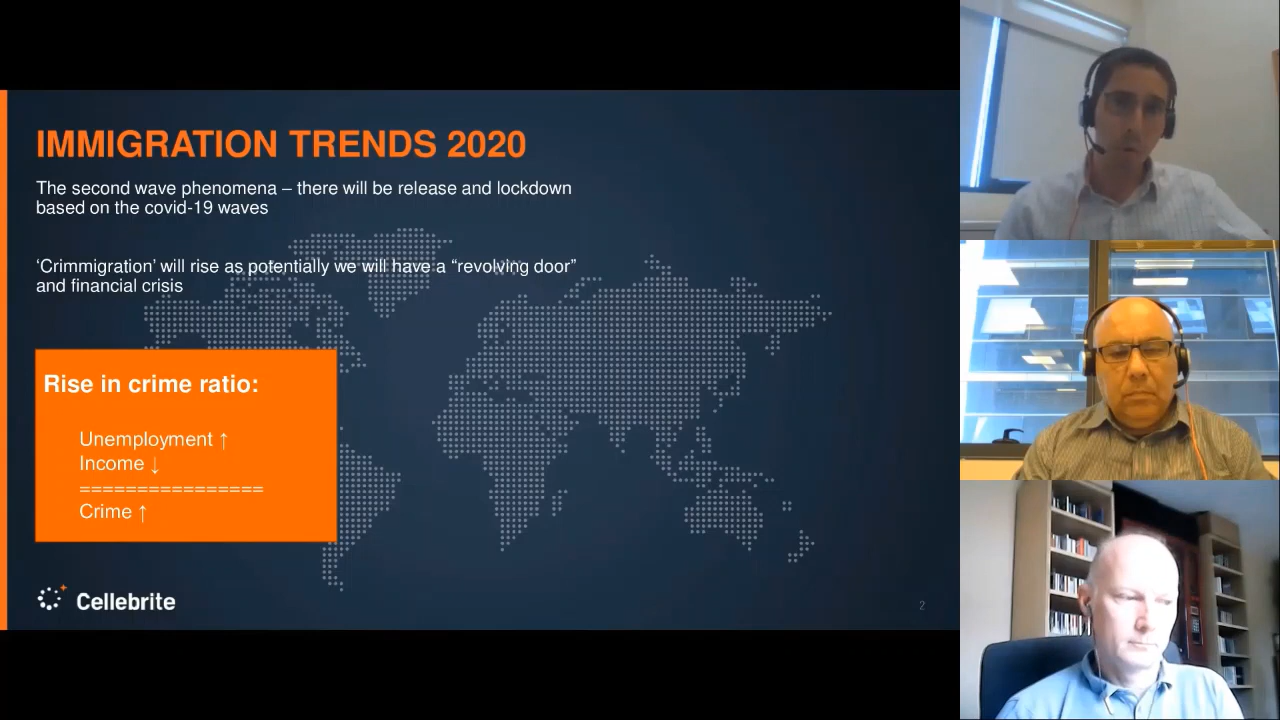 IMMIGRATION TRENDS 2020
The second wave phenomena – there will be release and lockdown
based on the covid-19 waves
‘Crimmigration’ will rise as potentially we will have a “revolving door”
and financial crisis
Rise in crime ratio:
Unemployment ↑
Income ↓
================
Crime ↑
Cellebrite
2